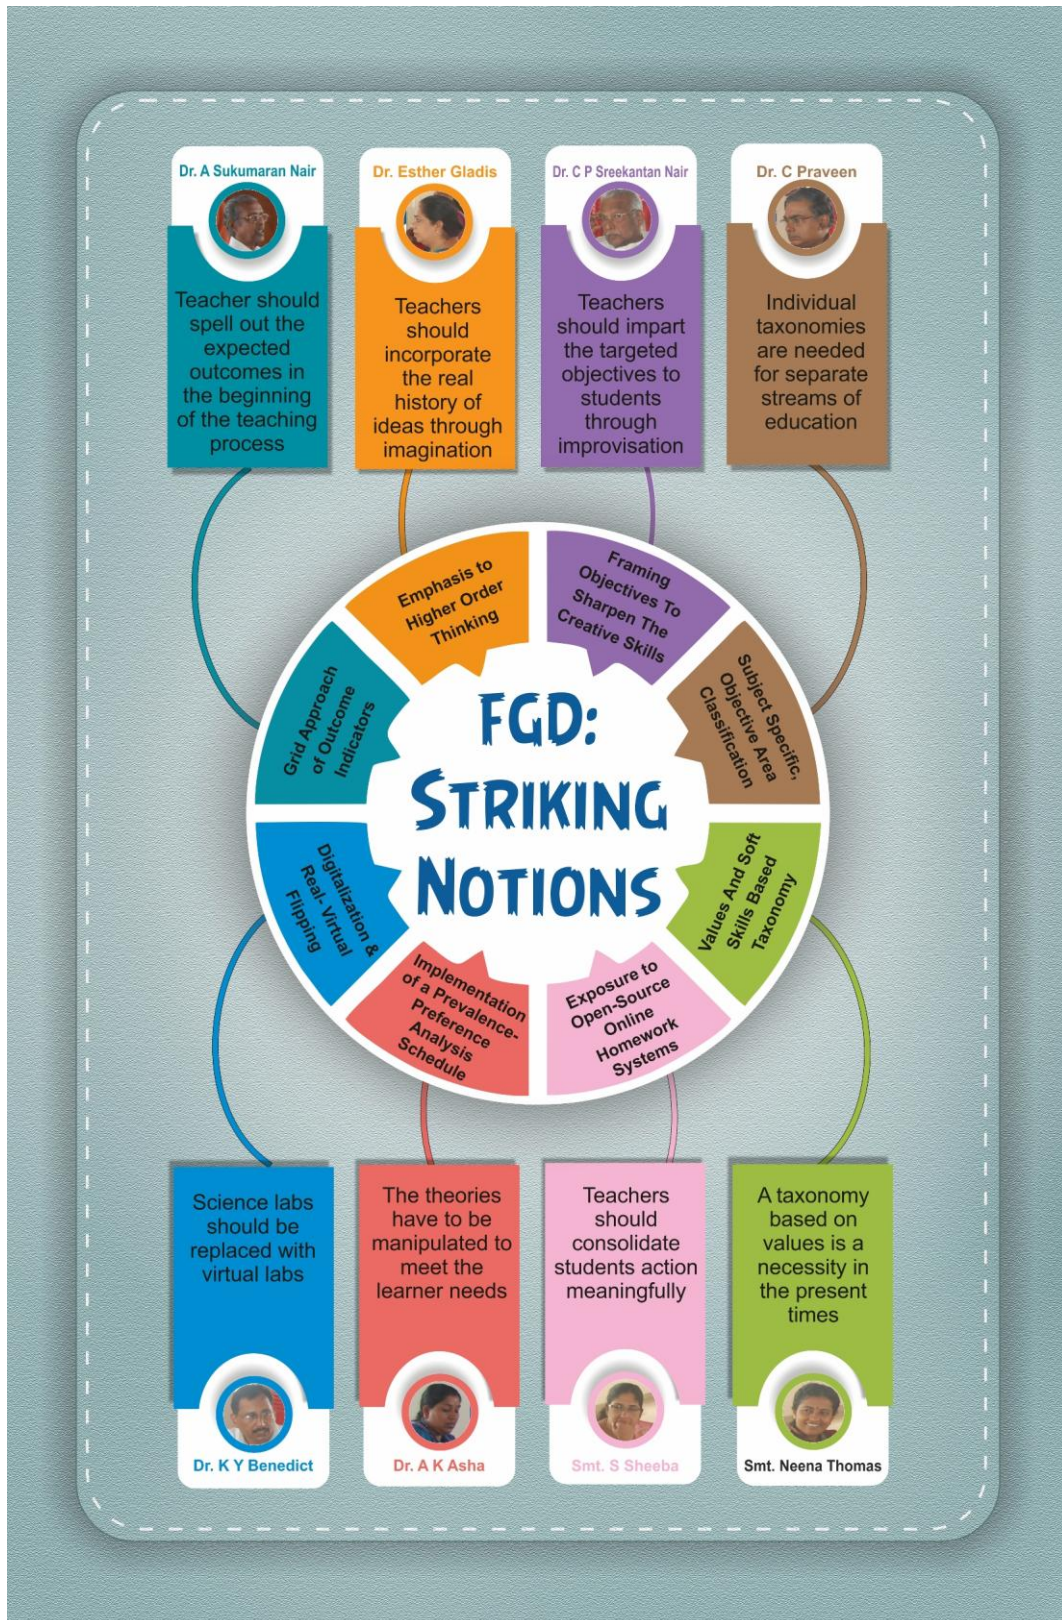 Dr. A Sukumaran Nair
Teacher should
spell out the
expected
outcomes in
the beginning
of the teaching
process
Dr. Esther Gladis
Teachers
should
incorporate
the real
history of
ideas through
imagination
Dr. C P Sreekantan Nair
Teachers
should impart
the targeted
objectives to
students
through
improvisation
Dr. C Praveen
Individual
taxonomies
are needed
for separate
streams of
education
Grid Approach
of Outcome
Indicators
Emphasis to
Higher Order
Thinking
Framing
Objectives To
Sharpen The
Creative Skills
Subject Specific,
Objective Area
Classification
FGD:
STRIKING
NOTIONS
Digitalization &
Real- Virtual
Flipping
Implementation
of a Prevalence-
Preference
Analysis
Schedule
Exposure to
Open-Source
Online
Homework
Systems
Values And Soft
Skills Based
Taxonomy
Science labs
should be
replaced with
virtual labs
Dr. K Y Benedict
The theories
have to be
manipulated to
meet the
learner needs
Dr. A K Asha
Teachers
should
consolidate
students action
meaningfully
Smt. S Sheeba
A taxonomy
based on
values is a
necessity in
the present
times
Smt. Neena Thomas